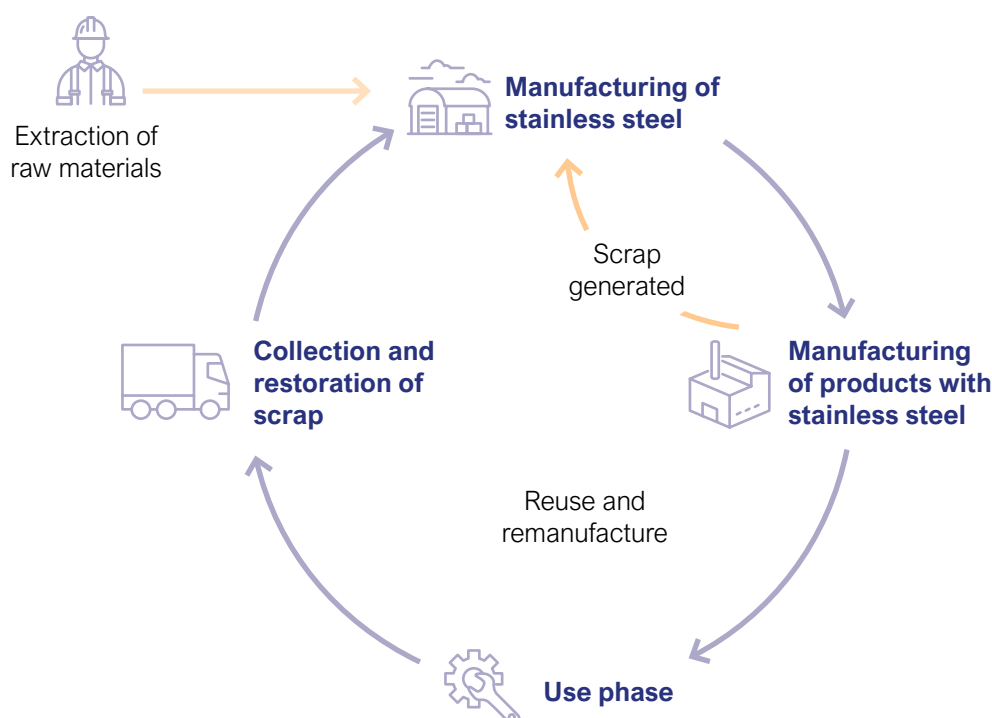 Manufacturing of
stainless steel
Extraction of
raw materials
Scrap
generated
Collection and
restoration of
scrap
Manufacturing
of products with
stainless steel
Reuse and
remanufacture
Use phase